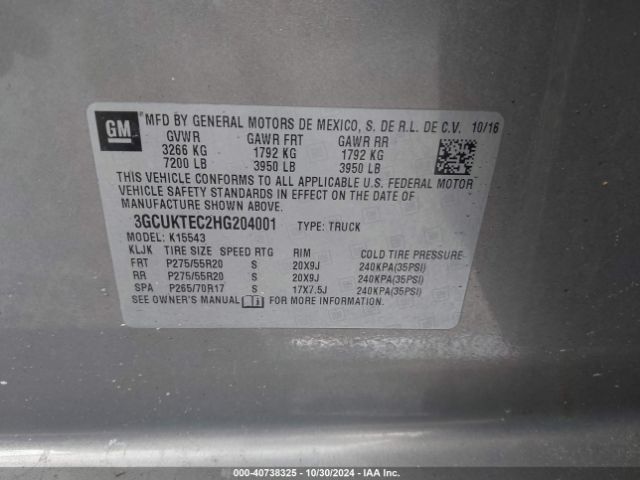 GM
MFD BY GENERAL MOTORS DE MEXICO, S. DE R.L. DE C.V. 10/16
GVWR GAWR FRT GAWR RR
3266 KG 1792 KG 1792 KG
7200 LB 3950 LB 3950 LB
THIS VEHICLE CONFORMS TO ALL APPLICABLE U.S. FEDERAL MOTOR
VEHICLE SAFETY STANDARDS IN EFFECT ON THE DATE OF
MANUFACTURE SHOWN ABOVE.
3GCUKTEC2HG204001 TYPE: TRUCK
MODEL: K15543
KLJK TIRE SIZE SPEED RTG RIM COLD TIRE PRESSURE
FRT P275/55R20 S 20X9J 240KPA(35PSI)
RR P275/55R20 S 20X9J 240KPA(35PSI)
SPA P265/70R17 S 17X7.5J 240KPA(35PSI)
SEE OWNER'S MANUAL FOR MORE INFORMATION.
000-40738325 - 10/30/2024 - IAA Inc.